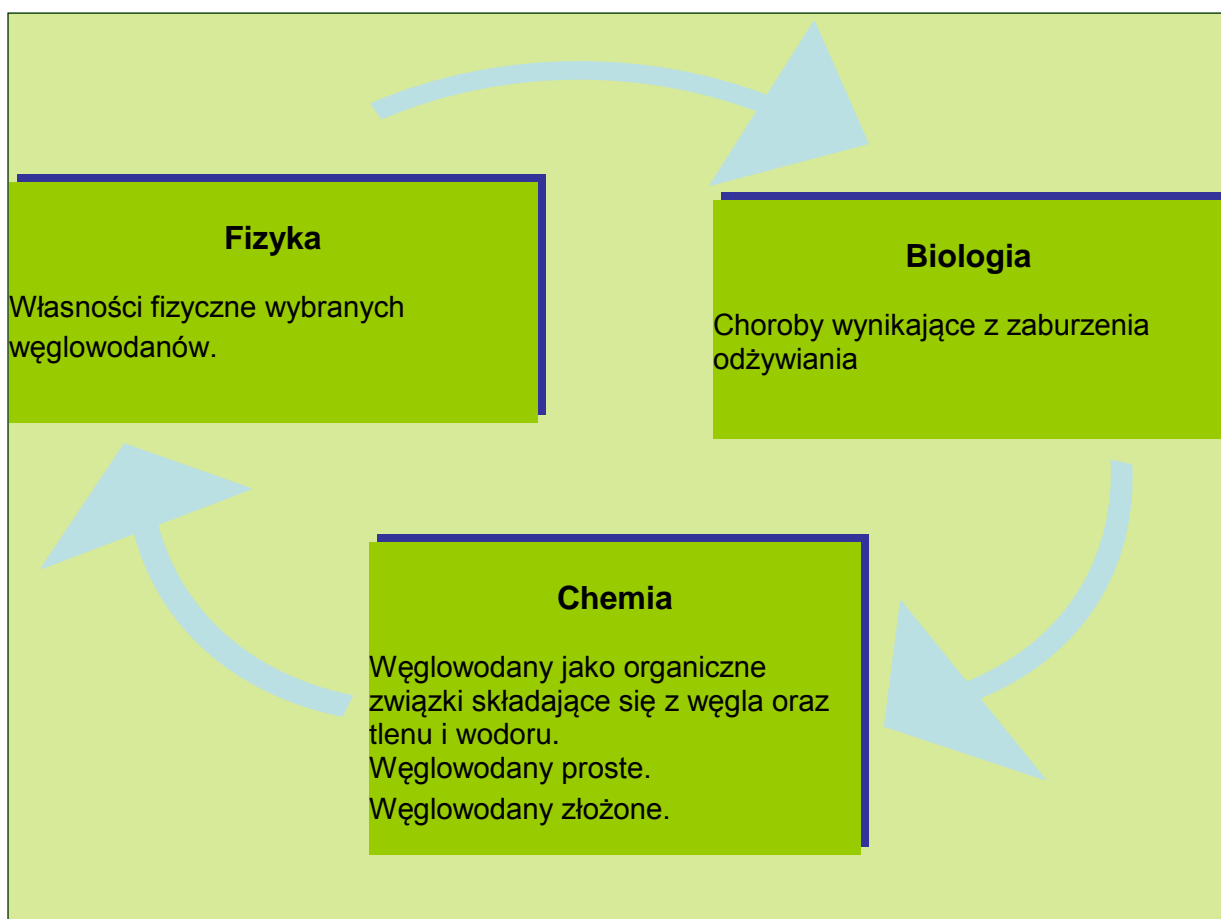 Fizyka
Własności fizyczne wybranych
węglowodanów.
Biologia
Choroby wynikające z zaburzenia
odżywiania
Chemia
Węglowodany jako organiczne
związki składające się z węgla oraz
tlenu i wodoru.
Węglowodany proste.
Węglowodany złożone.